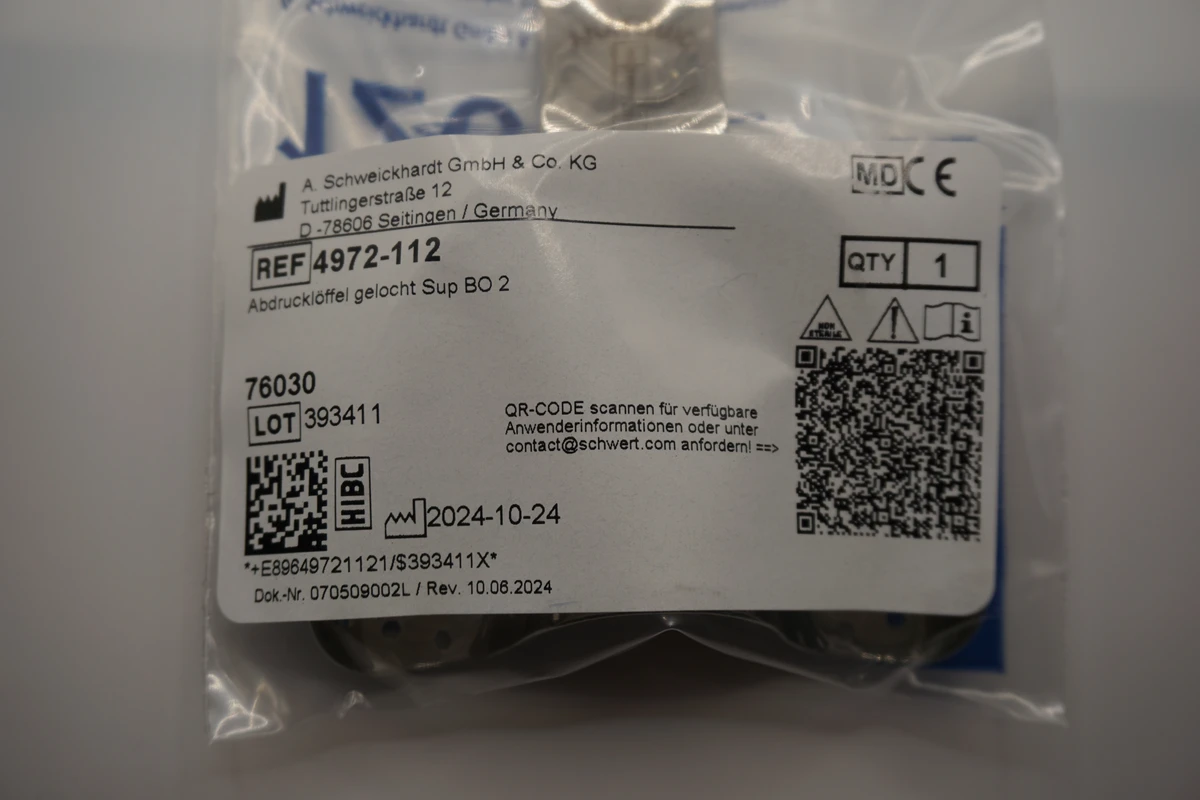 A. Schweickhardt GmbH & Co. KG
Tuttlingerstraße 12
D -78606 Seitingen / Germany
MD CE
REF 4972-112
Abdrucklöffel gelocht Sup BO 2
QTY 1
NON STERILE
76030
LOT 393411
QR-CODE scannen für verfügbare
Anwenderinformationen oder unter
contact@schwert.com anfordern! ==>
HIBC
2024-10-24
*+E89649721121/$393411X*
Dok.-Nr. 070509002L / Rev. 10.06.2024